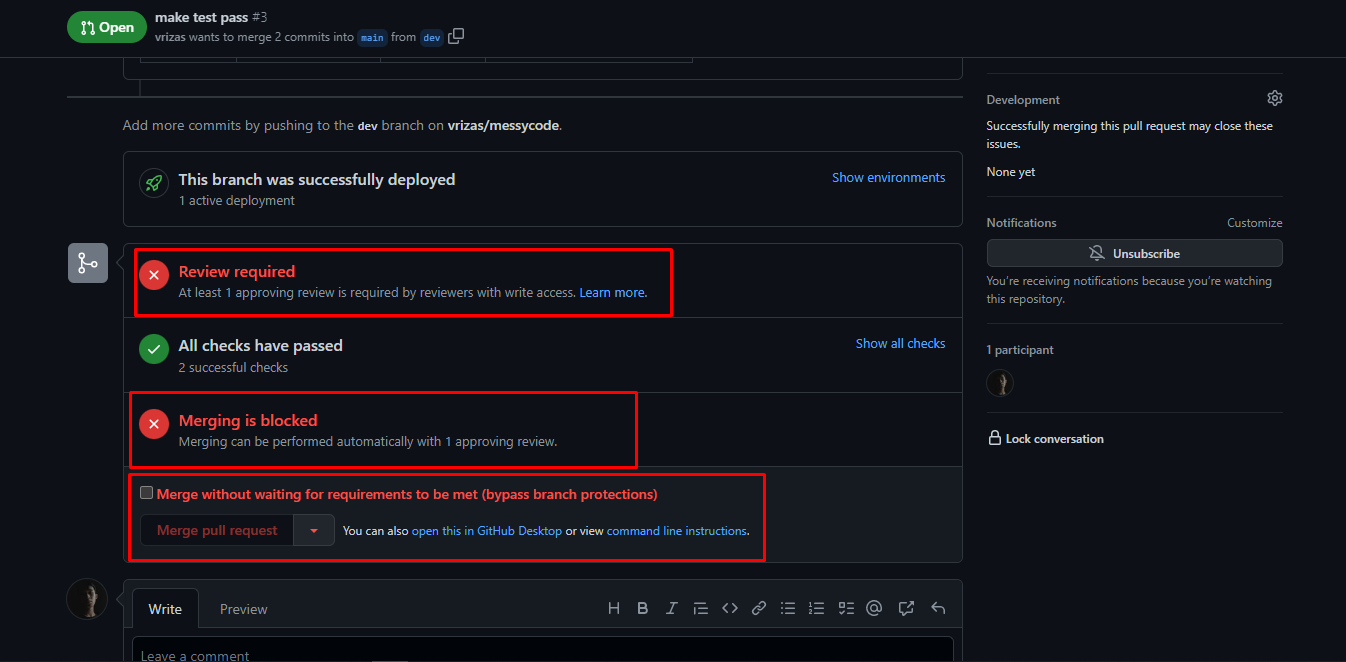 Open
make test pass #3
vrizas wants to merge 2 commits into main from dev
Add more commits by pushing to the dev branch on vrizas/messycode.
This branch was successfully deployed
Show environments
1 active deployment
Review required
At least 1 approving review is required by reviewers with write access. Learn more.
All checks have passed
Show all checks
2 successful checks
Merging is blocked
Merging can be performed automatically with 1 approving review.
Merge without waiting for requirements to be met (bypass branch protections)
Merge pull request
You can also open this in GitHub Desktop or view command line instructions.
Write
Preview
Leave a comment
Development
Successfully merging this pull request may close these
issues.
None yet
Notifications
Customize
Unsubscribe
You're receiving notifications because you're watching
this repository.
1 participant
Lock conversation